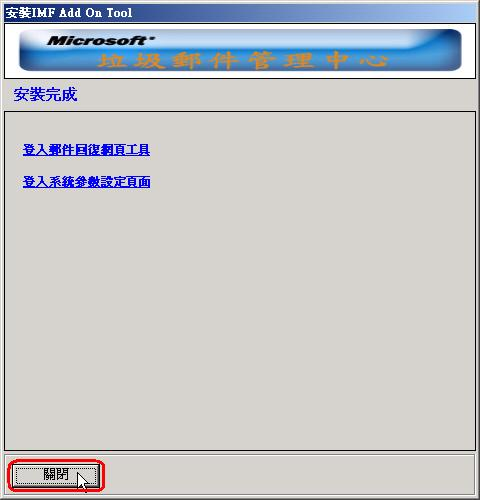 安裝IMF Add On Tool
Microsoft
垃圾郵件管理中心
安裝完成
登入郵件回復網頁工具
登入系統參數設定頁面
關閉